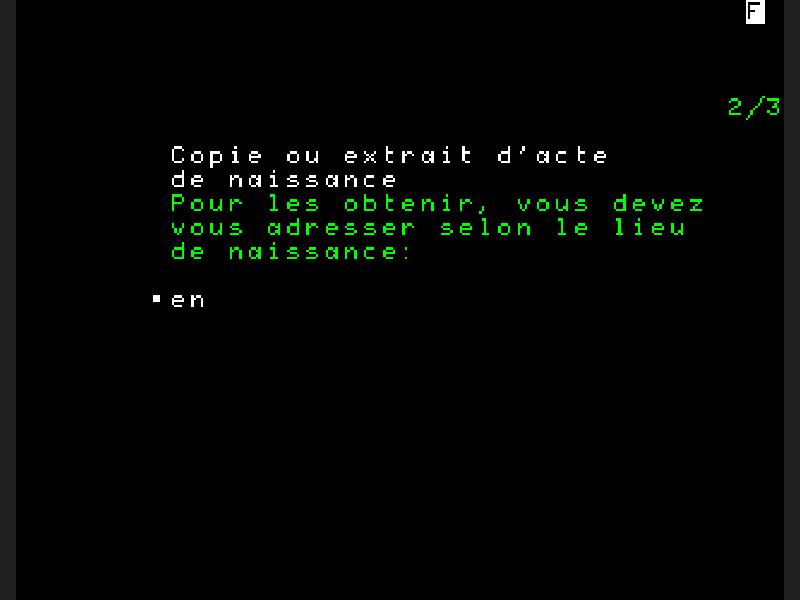 F
2/3
Copie ou extrait d'acte
de naissance
Pour les obtenir, vous devez
vous adresser selon le lieu
de naissance:
▪en